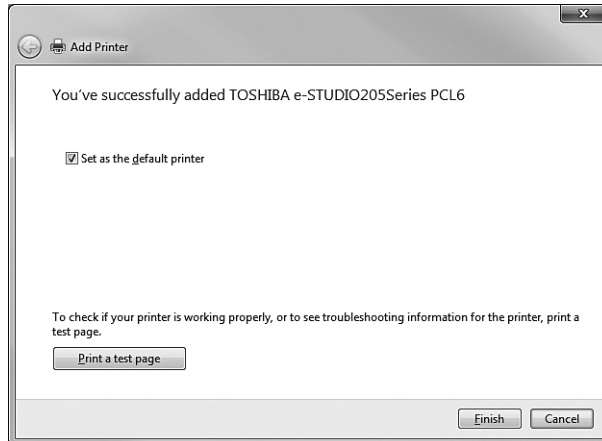 Add Printer
You've successfully added TOSHIBA e-STUDIO205Series PCL6
Set as the default printer
To check if your printer is working properly, or to see troubleshooting information for the printer, print a
test page.
Print a test page
Finish Cancel